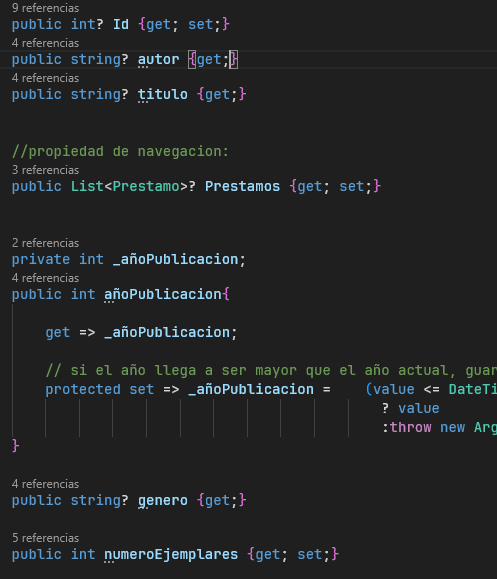 9 referencias
public int? Id {get; set;}
4 referencias
public string? autor {get;}
4 referencias
public string? titulo {get;}
//propiedad de navegacion:
3 referencias
public List<Prestamo>? Prestamos {get; set;}
2 referencias
private int _añoPublicacion;
4 referencias
public int añoPublicacion{
get => _añoPublicacion;
// si el año llega a ser mayor que el año actual, guar
protected set => _añoPublicacion = (value <= DateTi
? value
:throw new Arg
}
4 referencias
public string? genero {get;}
5 referencias
public int numeroEjemplares {get; set;}